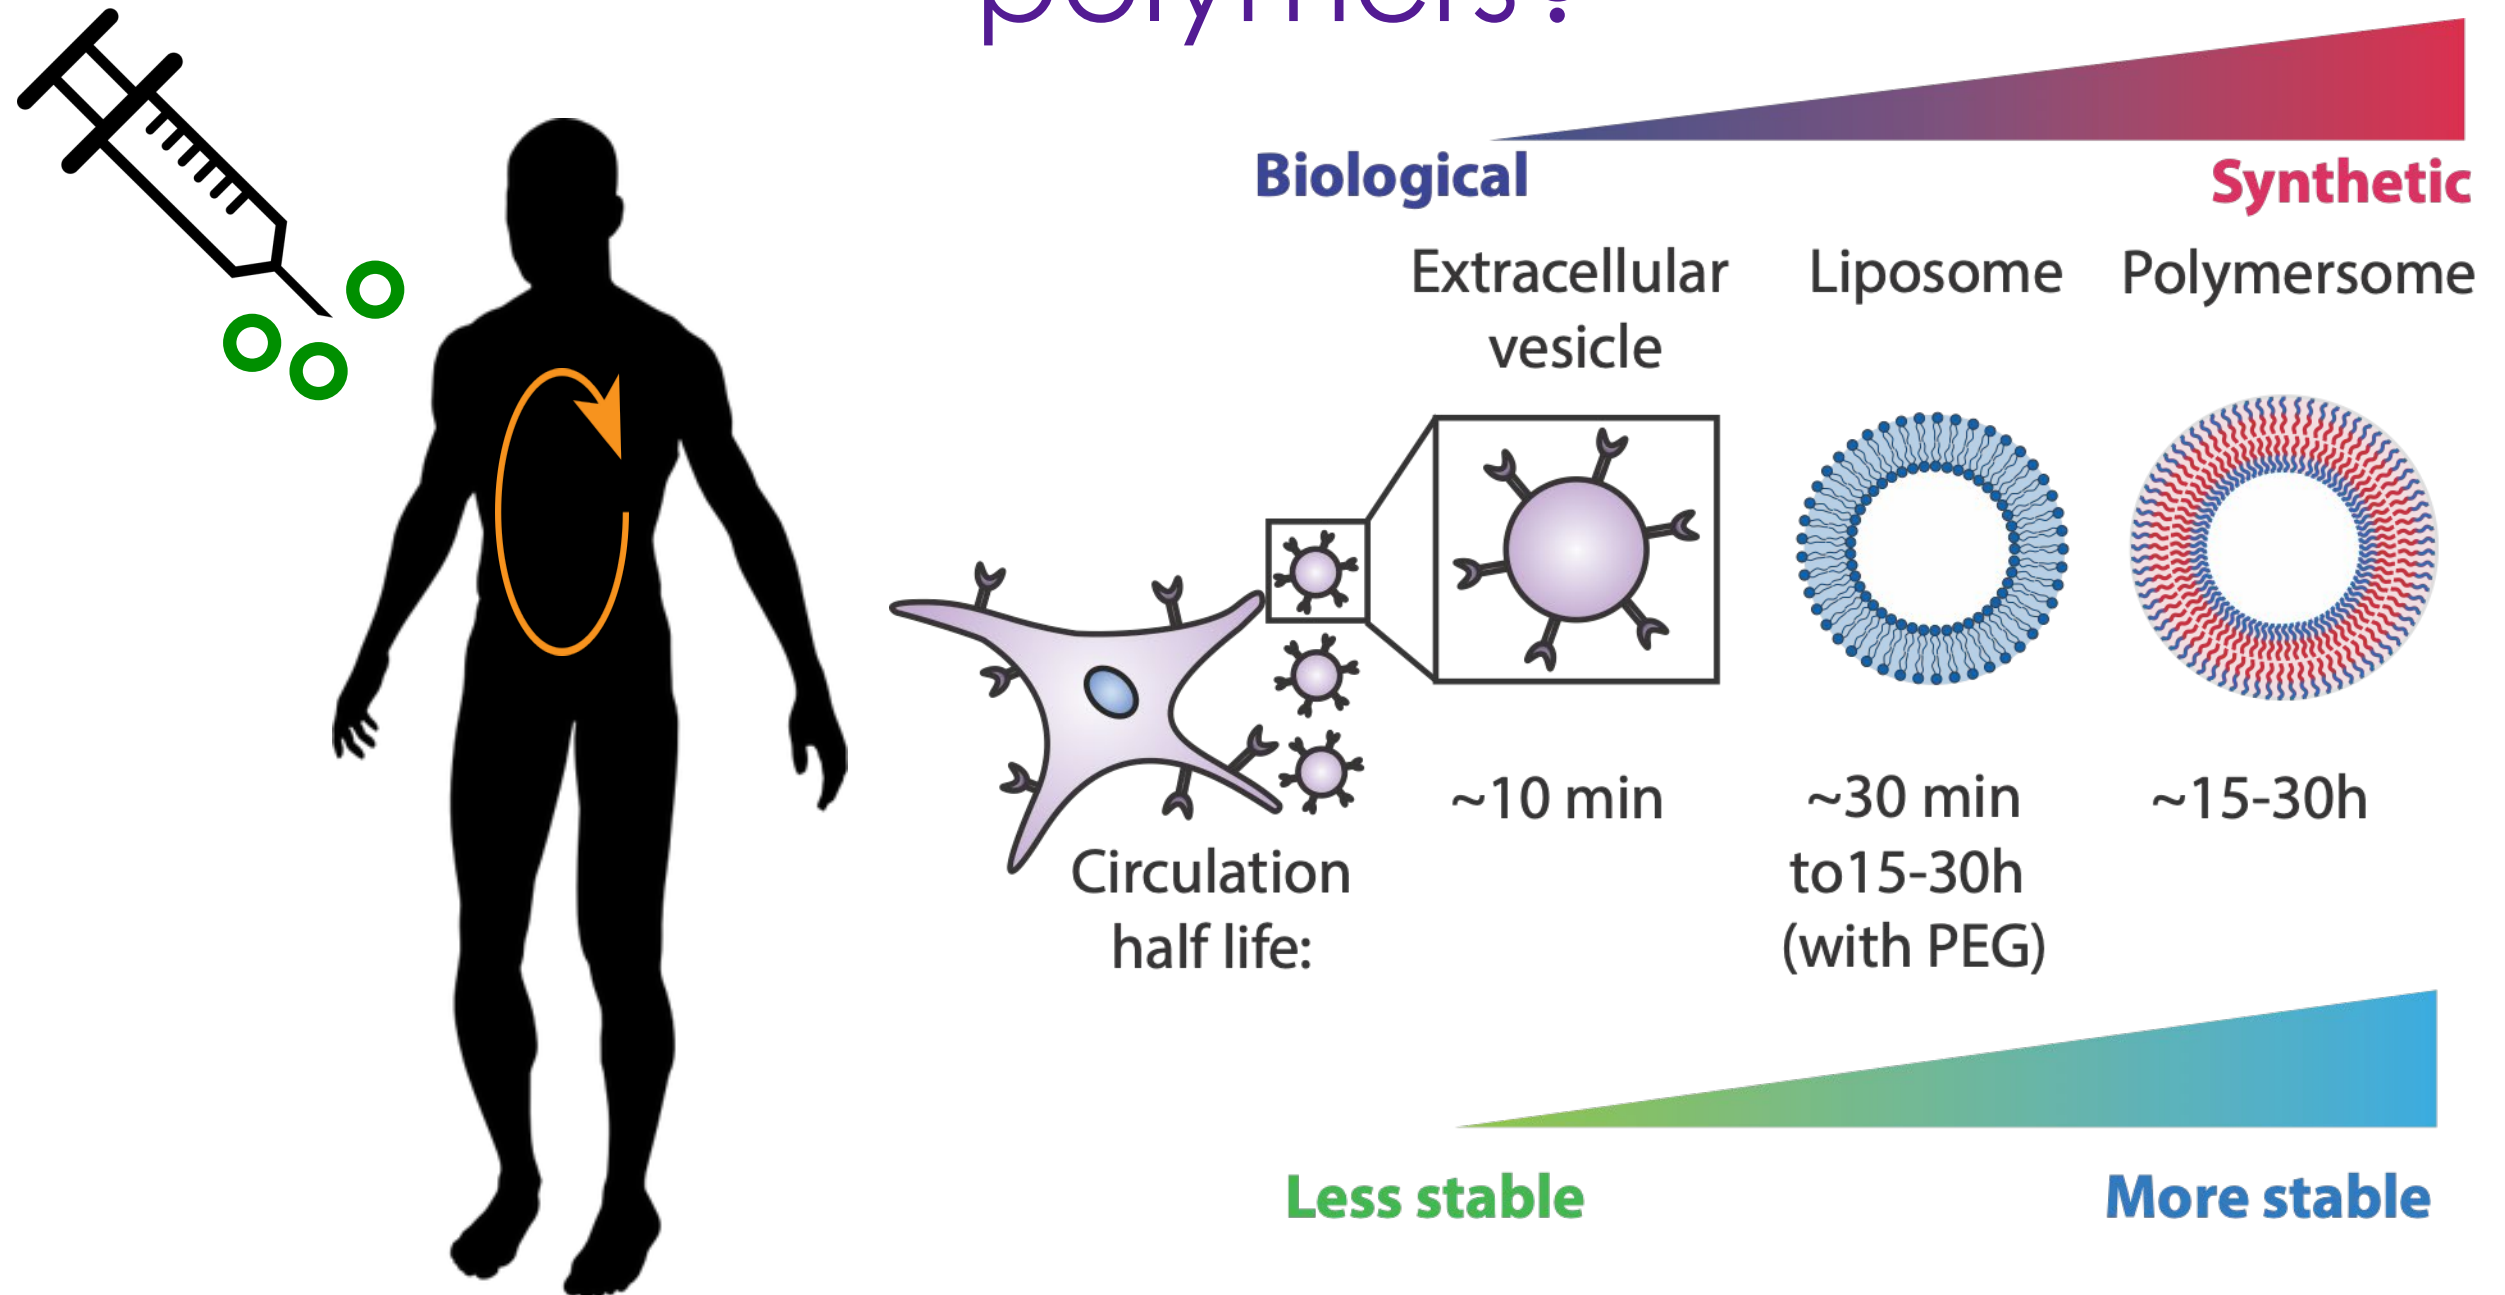 polymers?
Biological
Synthetic
Extracellular
vesicle
Liposome
Polymersome
~10 min
~30 min
to15-30h
(with PEG)
~15-30h
Circulation
half life:
Less stable
More stable